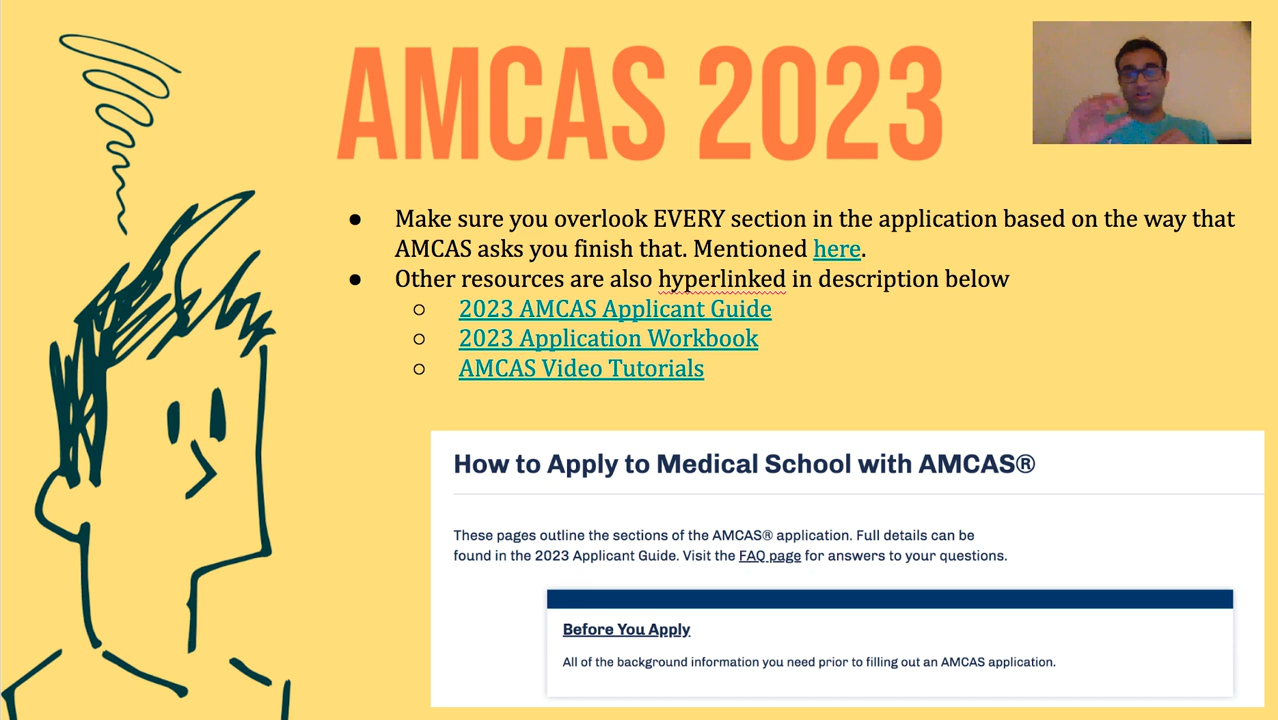 AMCAS 2023
● Make sure you overlook EVERY section in the application based on the way that
AMCAS asks you finish that. Mentioned here.
● Other resources are also hyperlinked in description below
○ 2023 AMCAS Applicant Guide
○ 2023 Application Workbook
○ AMCAS Video Tutorials
How to Apply to Medical School with AMCAS®
These pages outline the sections of the AMCAS® application. Full details can be
found in the 2023 Applicant Guide. Visit the FAQ page for answers to your questions.
Before You Apply
All of the background information you need prior to filling out an AMCAS application.